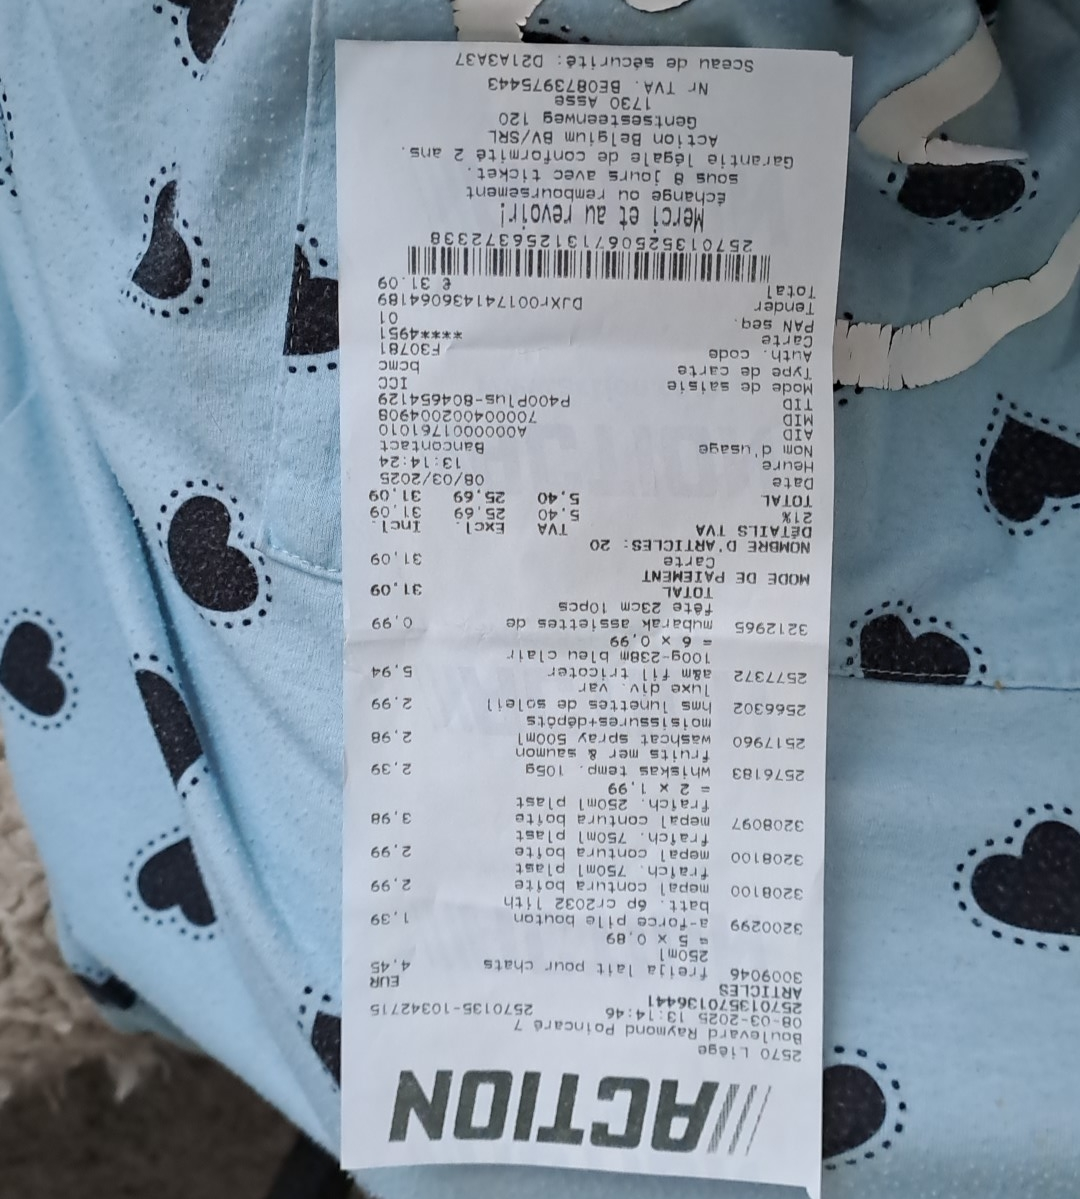 ACTION
2570 Liège
Boulevard Raymond Poincaré 7
08-03-2025 13:14:46 2570135-10342715
2570135701136441
ARTICLES EUR
3009046 freija lait pour chats 4,45
250ml
= 5 x 0,89
3200299 a-force pile bouton 1,39
batt. 6p cr2032 lith
3208100 mepal contura boîte 2,99
fraîch. 750ml plast
3208100 mepal contura boîte 2,99
fraîch. 750ml plast
3208097 mepal contura boîte 3,98
fraîch. 250ml plast
= 2 x 1,99
2576183 whiskas temp. 105g 2,39
fruits mer & saumon
2517960 washcat spray 500ml 2,98
moisissures+dépôts
2566302 hms lunettes de soleil 2,99
luxe div. var
2577372 a&m fil tricoter 5,94
100g-238m bleu clair
= 6 x 0,99
3212965 mubarak assiettes de 0,99
fête 23cm 10pcs
TOTAL 31,09
MODE DE PAIEMENT
Carte 31,09
NOMBRE D'ARTICLES: 20
DÉTAILS TVA TVA Excl. Incl.
21% 5,40 25,69 31,09
TOTAL 5,40 25,69 31,09
Date 08/03/2025
Heure 13:14:24
Nom d'usage Bancontact
AID A0000001761010
MID 700004002004908
TID P400Plus-804654129
Mode de saisie ICC
Type de carte bcmc
Auth. code F30781
Carte *****4951
PAN seq. 01
Tender DJXr001741436064189
Total € 31.09
2570135250671312563723338
Merci et au revoir!
Échange ou remboursement
sous 8 jours avec ticket.
Garantie légale de conformité 2 ans.
Action Belgium BV/SRL
Gentsesteenweg 120
1730 Asse
Nr TVA. BE0873975443
Sceau de sécurité: D21A3A37